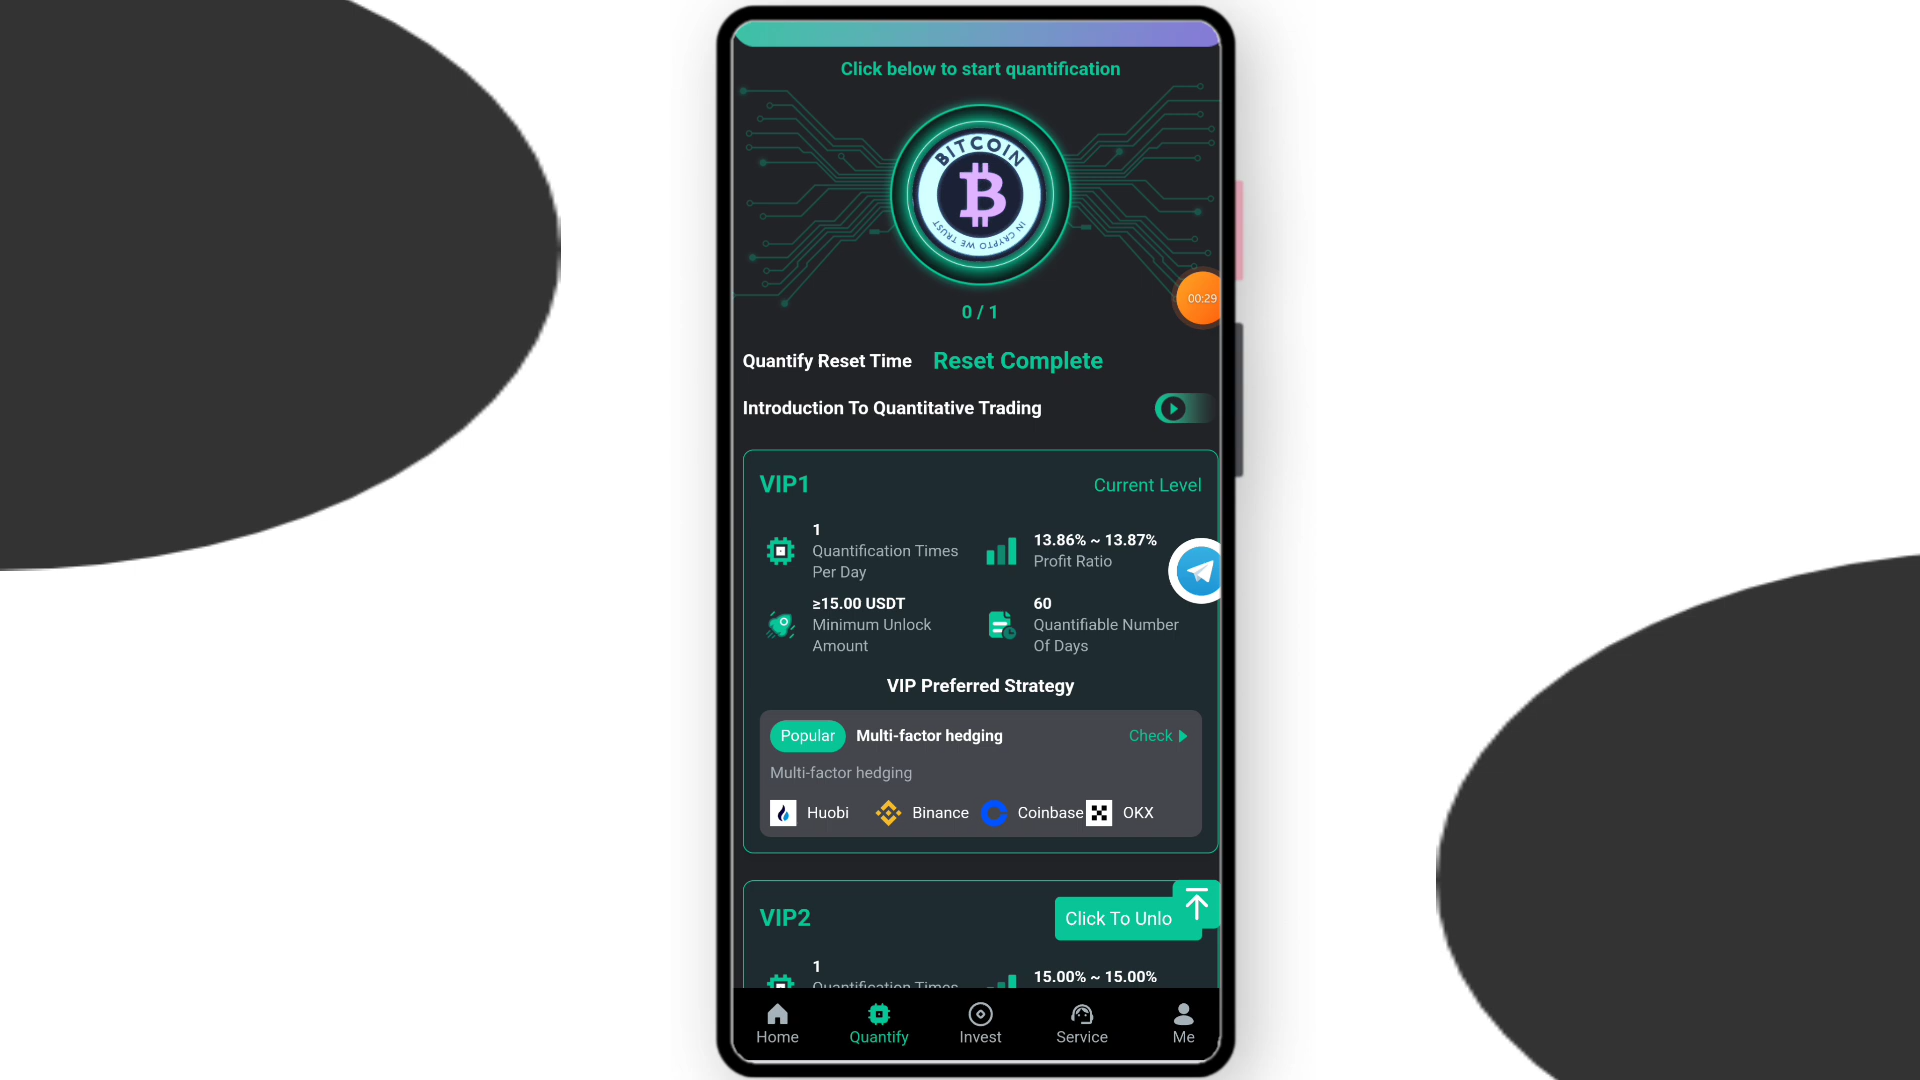 Click below to start quantification
BITCOIN
IN CRYPTO WE TRUST
00:29
0 / 1
Quantify Reset Time Reset Complete
Introduction To Quantitative Trading
VIP1 Current Level
1
Quantification Times
Per Day
13.86% ~ 13.87%
Profit Ratio
≥15.00 USDT
Minimum Unlock
Amount
60
Quantifiable Number
Of Days
VIP Preferred Strategy
Popular Multi-factor hedging Check
Multi-factor hedging
Huobi Binance Coinbase OKX
VIP2 Click To Unlo
1
Quantification Times
15.00% ~ 15.00%
Home Quantify Invest Service Me